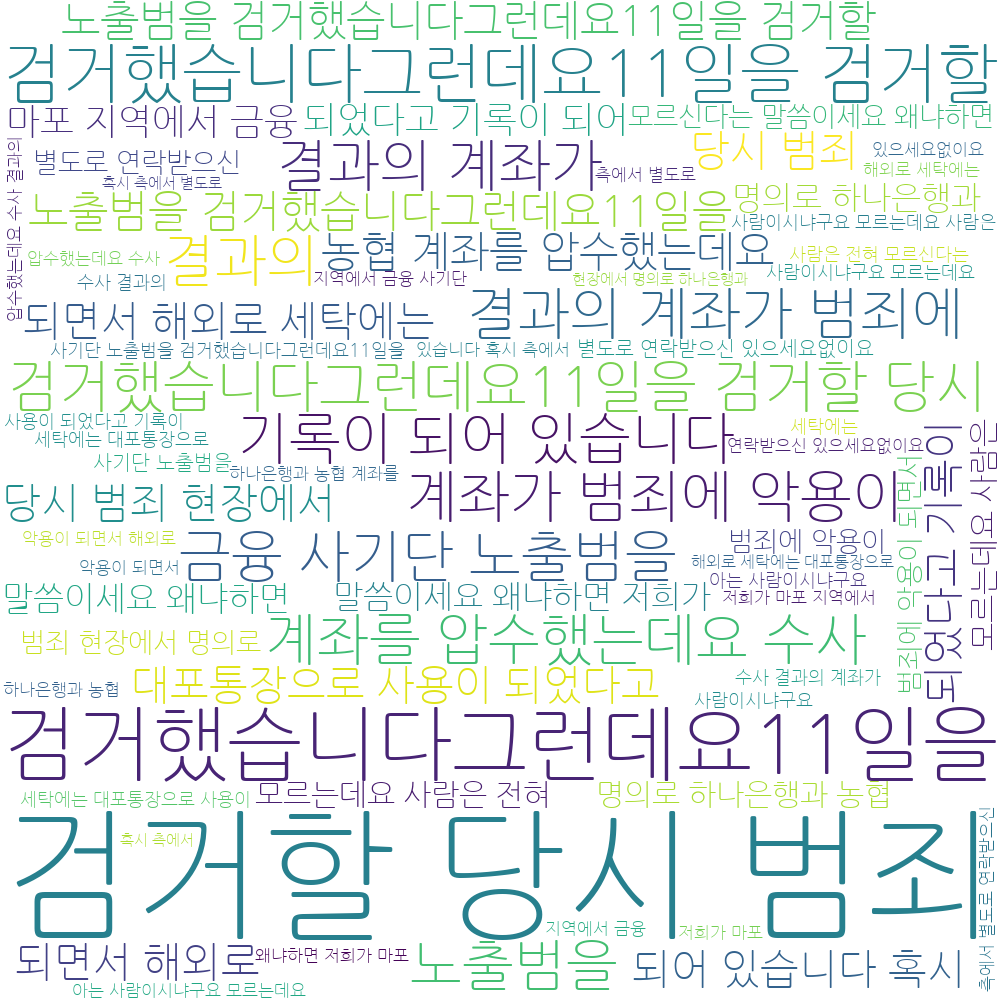 노출범을 검거했습니다그런데요11일을 검거할
검거했습니다그런데요11일을 검거할
마포 지역에서 금융
되었다고 기록이 되어
모르신다는 말씀이세요 왜냐하면
별도로 연락받으신
혹시 측에서 별도로
결과의 계좌가
측에서 별도로
당시 범죄
있으세요없이요
해외로 세탁에는
압수했는데요 수사 결과의
노출범을 검거했습니다그런데요11일을
명의로 하나은행과
사람이시냐구요 모르는데요 사람은
압수했는데요 수사
결과의
농협 계좌를 압수했는데요
사람은 전혀 모르신다는
수사 결과의
지역에서 금융 사기단
현장에서 명의로 하나은행과
사람이시냐구요 모르는데요
되면서 해외로 세탁에는
결과의 계좌가 범죄에
사기단 노출범을 검거했습니다그런데요11일을
있습니다 혹시 측에서
별도로 연락받으신 있으세요없이요
검거했습니다그런데요11일을 검거할 당시
사용이 되었다고 기록이
세탁에는 대포통장으로
기록이 되어 있습니다
세탁에는
연락받으신 있으세요없이요
사기단 노출범을
하나은행과 농협 계좌를
당시 범죄 현장에서
계좌가 범죄에 악용이
범죄에 악용이 되면서
되었다고 기록이
모르는데요 사람은
악용이 되면서 해외로
악용이 되면서
금융 사기단 노출범을
범죄에 악용이
해외로 세탁에는 대포통장으로
아는 사람이시냐구요
저희가 마포 지역에서
말씀이세요 왜냐하면
말씀이세요 왜냐하면 저희가
범죄 현장에서 명의로
계좌를 압수했는데요 수사
하나은행과 농협
대포통장으로 사용이 되었다고
수사 결과의 계좌가
사람이시냐구요
검거했습니다그런데요11일을
세탁에는 대포통장으로 사용이
모르는데요 사람은 전혀
명의로 하나은행과 농협
혹시 측에서
검거할 당시 범죄
측에서 별도로 연락받으신
되면서 해외로
왜냐하면 저희가 마포
지역에서 금융
저희가 마포
노출범을
되어 있습니다 혹시
아는 사람이시냐구요 모르는데요